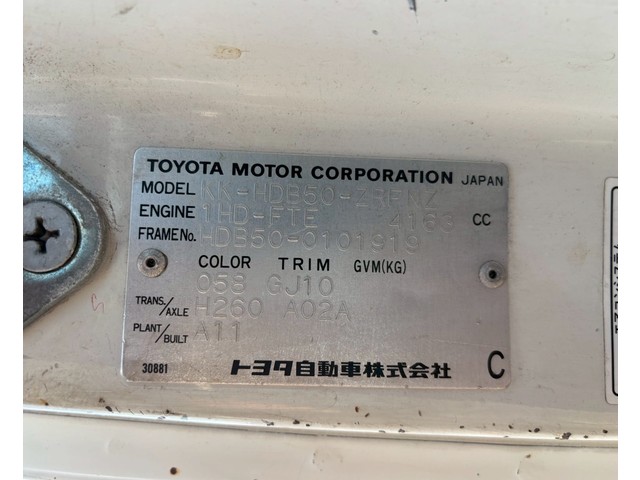 TOYOTA MOTOR CORPORATION JAPAN
MODEL KK-HDB50-ZRFNZ
ENGINE 1HD-FTE 4163 CC
FRAME No. HDB50-0101919
COLOR TRIM GVM(KG)
058 GJ10
TRANS./AXLE H260 A02A
PLANT/BUILT A11
30881 トヨタ自動車株式会社 C